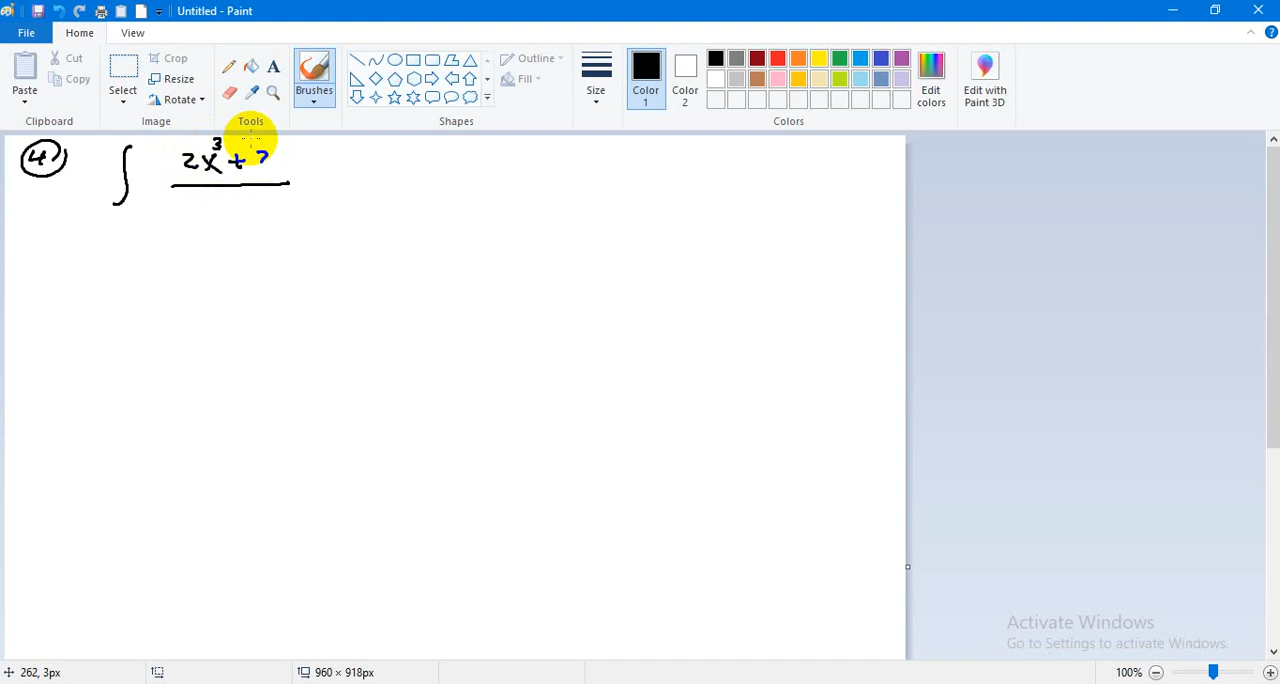 Untitled - Paint
File Home View
Paste
Cut
Copy
Clipboard
Select
Crop
Resize
Rotate
Image
Tools
Brushes
Shapes
Outline
Fill
Size
Color 1
Color 2
Edit colors
Colors
Edit with Paint 3D
④ ∫ 2x³ +
Activate Windows
Go to Settings to activate Windows.
262, 3px
960 × 918px
100%